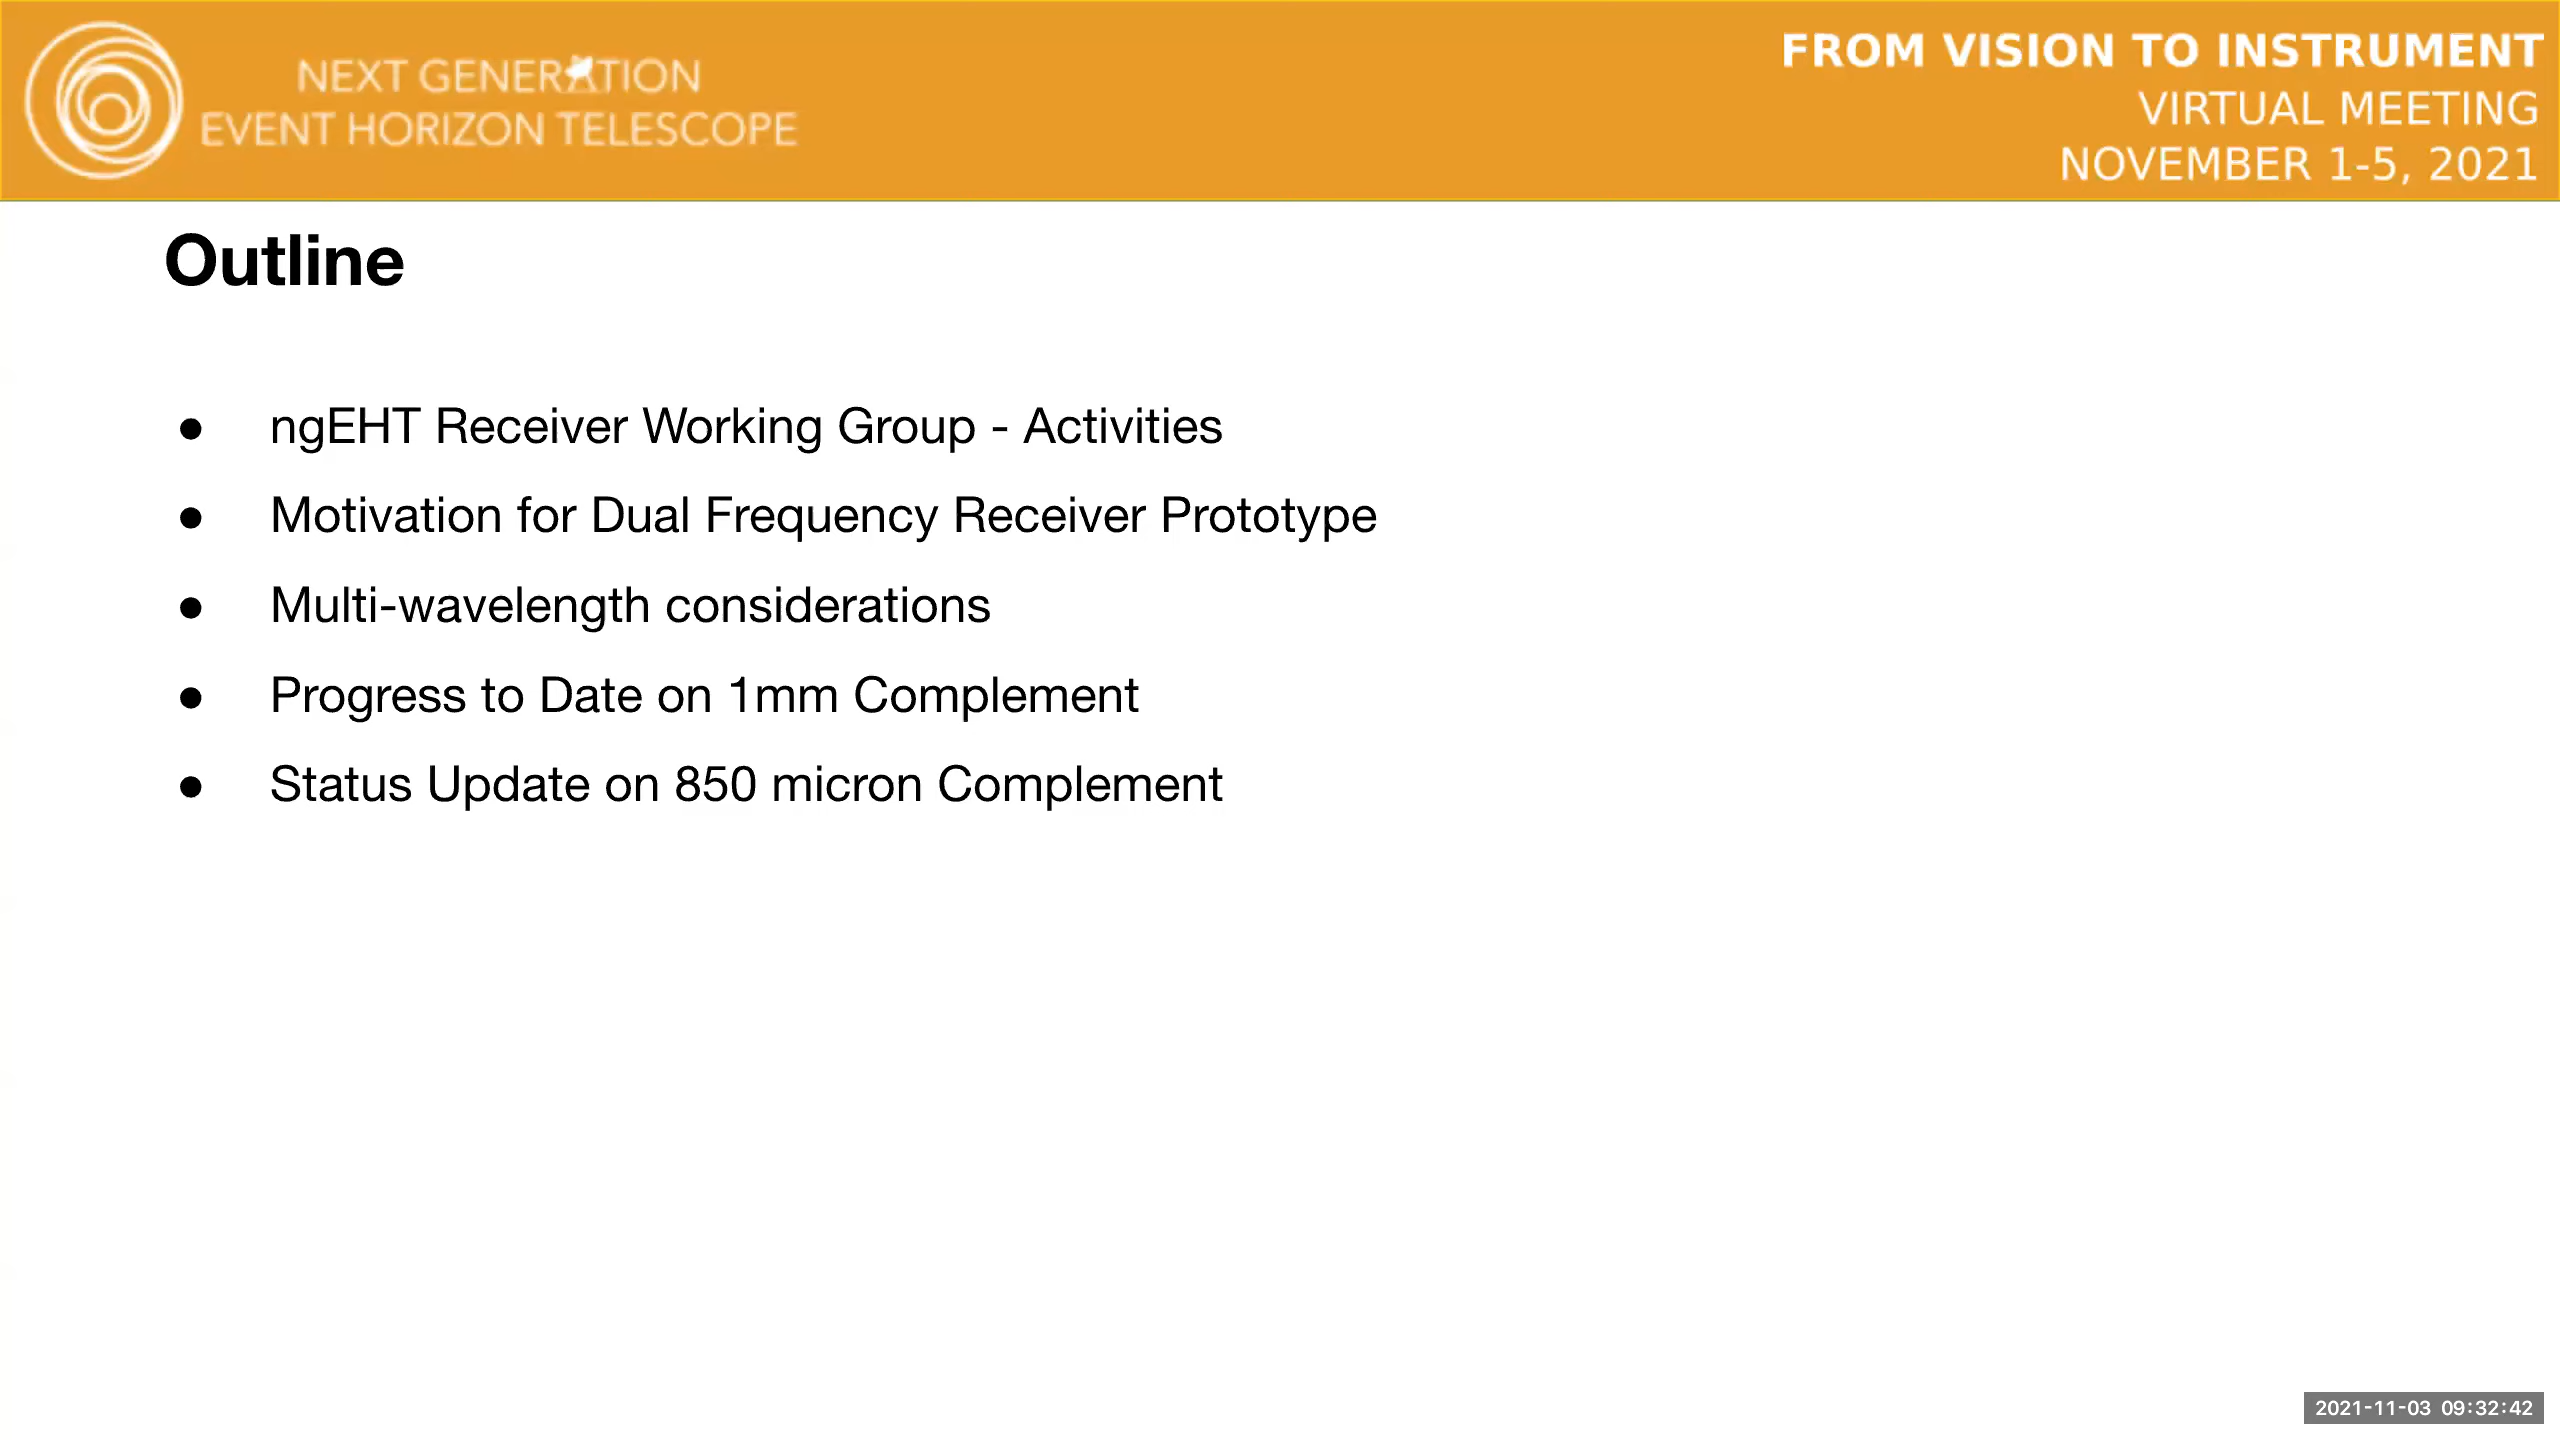 NEXT GENERATION
EVENT HORIZON TELESCOPE
FROM VISION TO INSTRUMENT
VIRTUAL MEETING
NOVEMBER 1-5, 2021
Outline
● ngEHT Receiver Working Group - Activities
● Motivation for Dual Frequency Receiver Prototype
● Multi-wavelength considerations
● Progress to Date on 1mm Complement
● Status Update on 850 micron Complement
2021-11-03 09:32:42